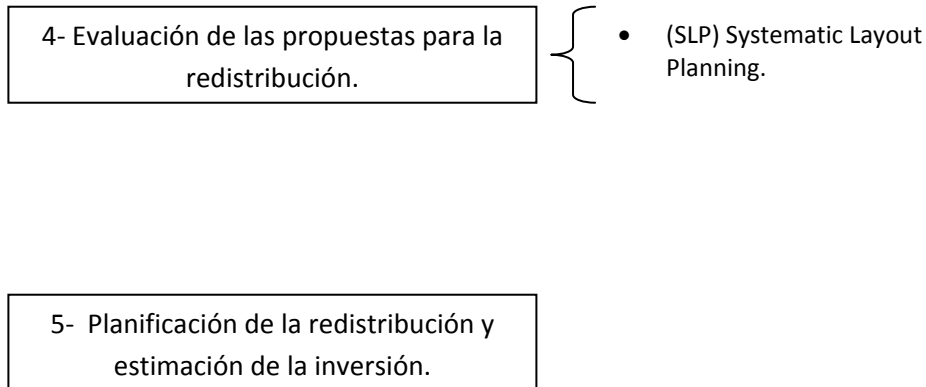 4- Evaluación de las propuestas para la
redistribución.
• (SLP) Systematic Layout
Planning.
5- Planificación de la redistribución y
estimación de la inversión.